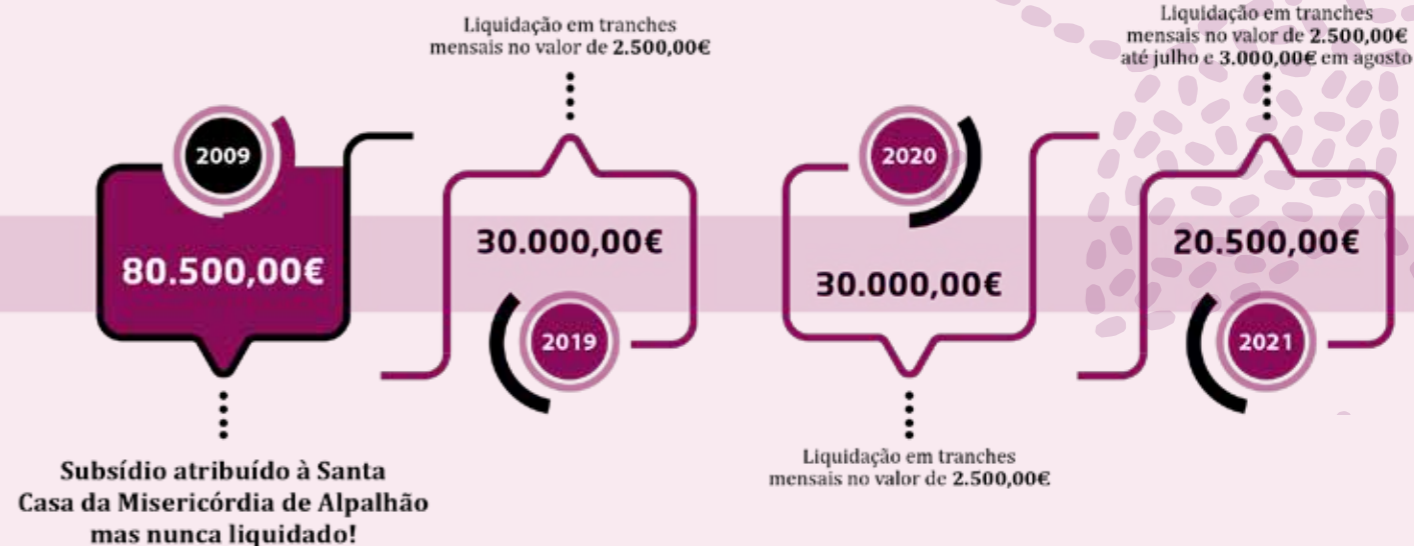 2009
80.500,00€
Subsídio atribuído à Santa
Casa da Misericórdia de Alpalhão
mas nunca liquidado!
Liquidação em tranches
mensais no valor de 2.500,00€
30.000,00€
2019
2020
30.000,00€
Liquidação em tranches
mensais no valor de 2.500,00€
Liquidação em tranches
mensais no valor de 2.500,00€
até julho e 3.000,00€ em agosto
20.500,00€
2021